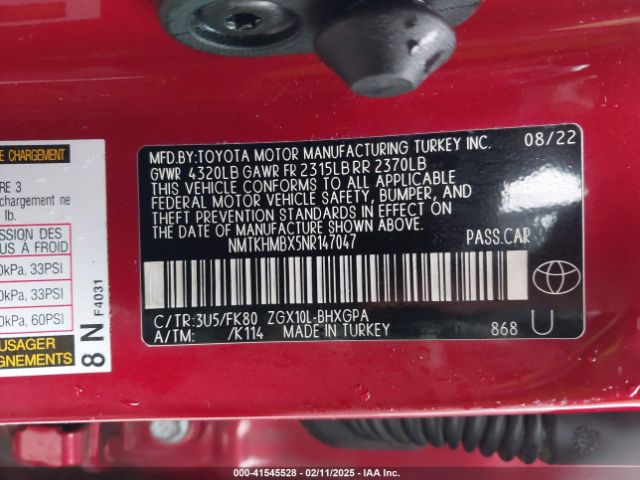 E CHARGEMENT
RE 3
chargement ne
lb.
RESSION DES
US À FROID
0kPa, 33PSI
0kPa, 33PSI
0kPa, 60PSI
USAGER
GNEMENTS
8 N F4031
MFD.BY:TOYOTA MOTOR MANUFACTURING TURKEY INC. 08/22
GVWR 4320LB GAWR FR 2315LB RR 2370LB
THIS VEHICLE CONFORMS TO ALL APPLICABLE
FEDERAL MOTOR VEHICLE SAFETY, BUMPER, AND
THEFT PREVENTION STANDARDS IN EFFECT ON
THE DATE OF MANUFACTURE SHOWN ABOVE.
NMTKHMBX5NR147047 PASS.CAR
C/TR:3U5/FK80 ZGX10L-BHXGPA
A/TM: /K114 MADE IN TURKEY 868 U
000-41545528 - 02/11/2025 - IAA Inc.